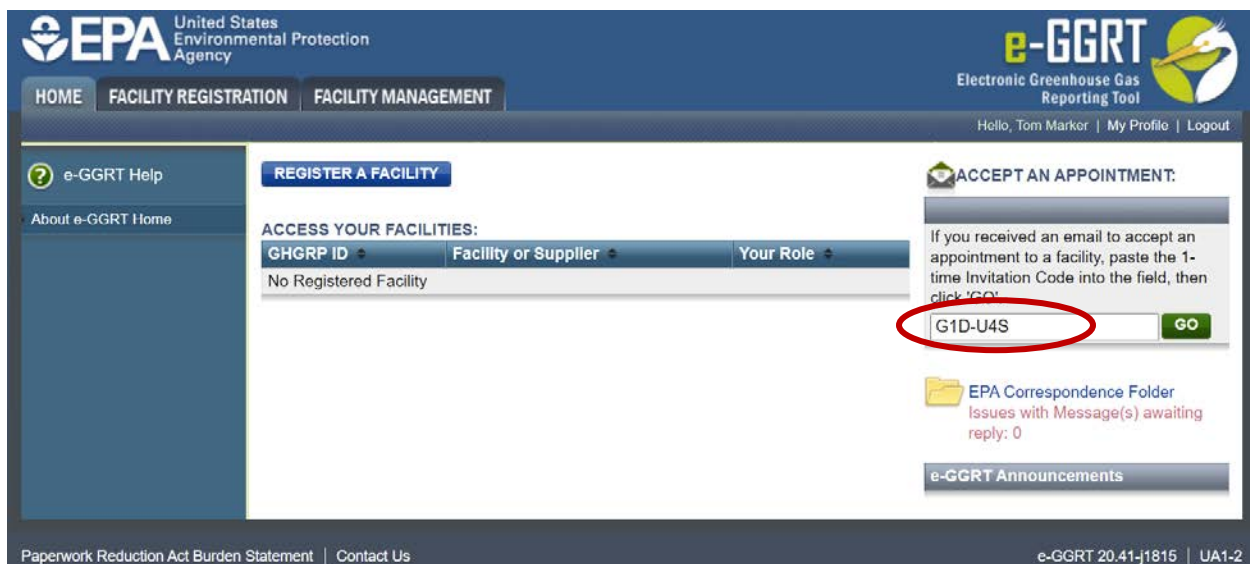 EPA
United States
Environmental Protection
Agency
e-GGRT
Electronic Greenhouse Gas
Reporting Tool
HOME FACILITY REGISTRATION FACILITY MANAGEMENT
Hello, Tom Marker | My Profile | Logout
e-GGRT Help
About e-GGRT Home
REGISTER A FACILITY
ACCESS YOUR FACILITIES:
GHGRP ID Facility or Supplier Your Role
No Registered Facility
ACCEPT AN APPOINTMENT:
If you received an email to accept an
appointment to a facility, paste the 1-
time Invitation Code into the field, then
click 'GO'.
G1D-U4S GO
EPA Correspondence Folder
Issues with Message(s) awaiting
reply: 0
e-GGRT Announcements
Paperwork Reduction Act Burden Statement | Contact Us
e-GGRT 20.41-j1815 | UA1-2